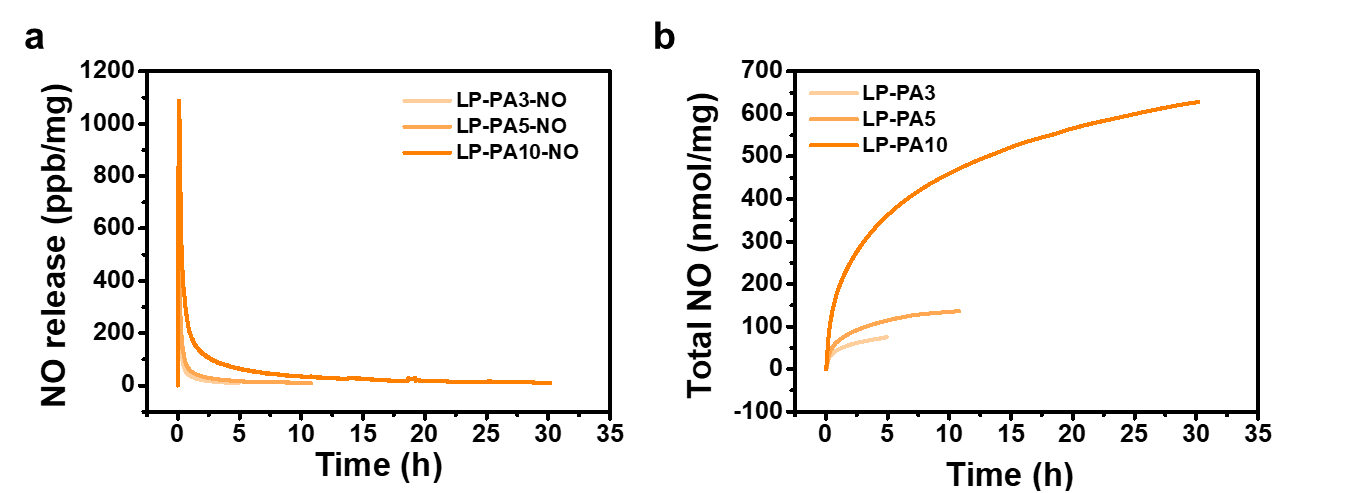 a
NO release (ppb/mg)
1200
1000
800
600
400
200
0
LP-PA3-NO
LP-PA5-NO
LP-PA10-NO
0 5 10 15 20 25 30 35
Time (h)
b
Total NO (nmol/mg)
700
600
500
400
300
200
100
0
-100
LP-PA3
LP-PA5
LP-PA10
0 5 10 15 20 25 30 35
Time (h)